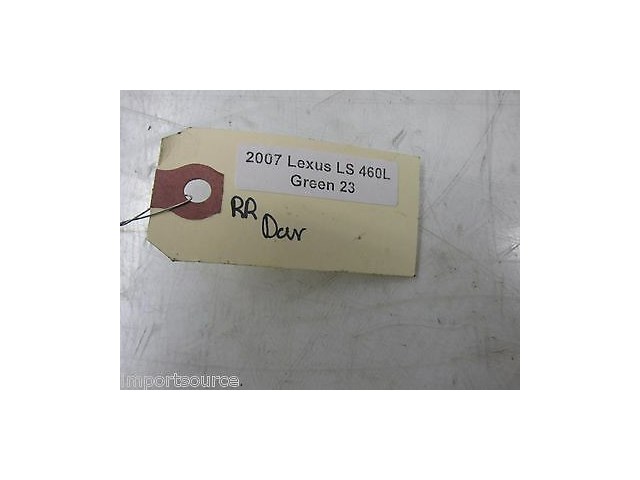 2007 Lexus LS 460L
Green 23
RR
Door
importsource